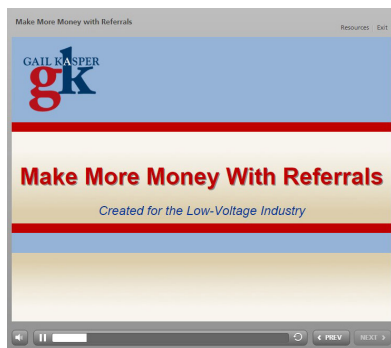 Make More Money with Referrals
Resources Exit
GAIL KASPER
gk
Make More Money With Referrals
Created for the Low-Voltage Industry
PREV NEXT